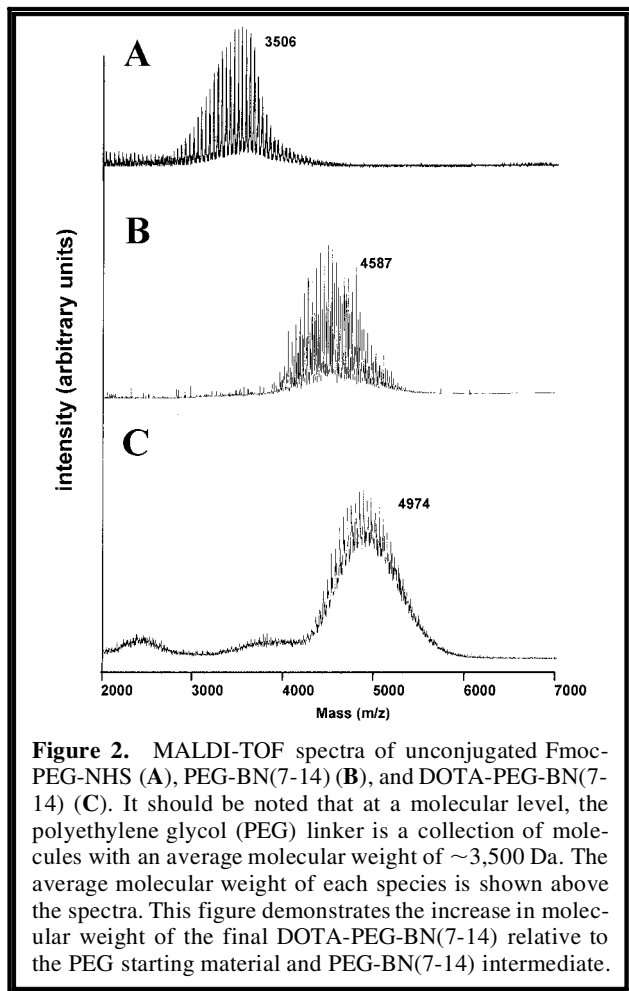 A
3506
B
4587
C
4974
intensity (arbitrary units)
2000 3000 4000 5000 6000 7000
Mass (m/z)
Figure 2. MALDI-TOF spectra of unconjugated Fmoc-
PEG-NHS (A), PEG-BN(7-14) (B), and DOTA-PEG-BN(7-
14) (C). It should be noted that at a molecular level, the
polyethylene glycol (PEG) linker is a collection of mole-
cules with an average molecular weight of ~3,500 Da. The
average molecular weight of each species is shown above
the spectra. This figure demonstrates the increase in molec-
ular weight of the final DOTA-PEG-BN(7-14) relative to
the PEG starting material and PEG-BN(7-14) intermediate.